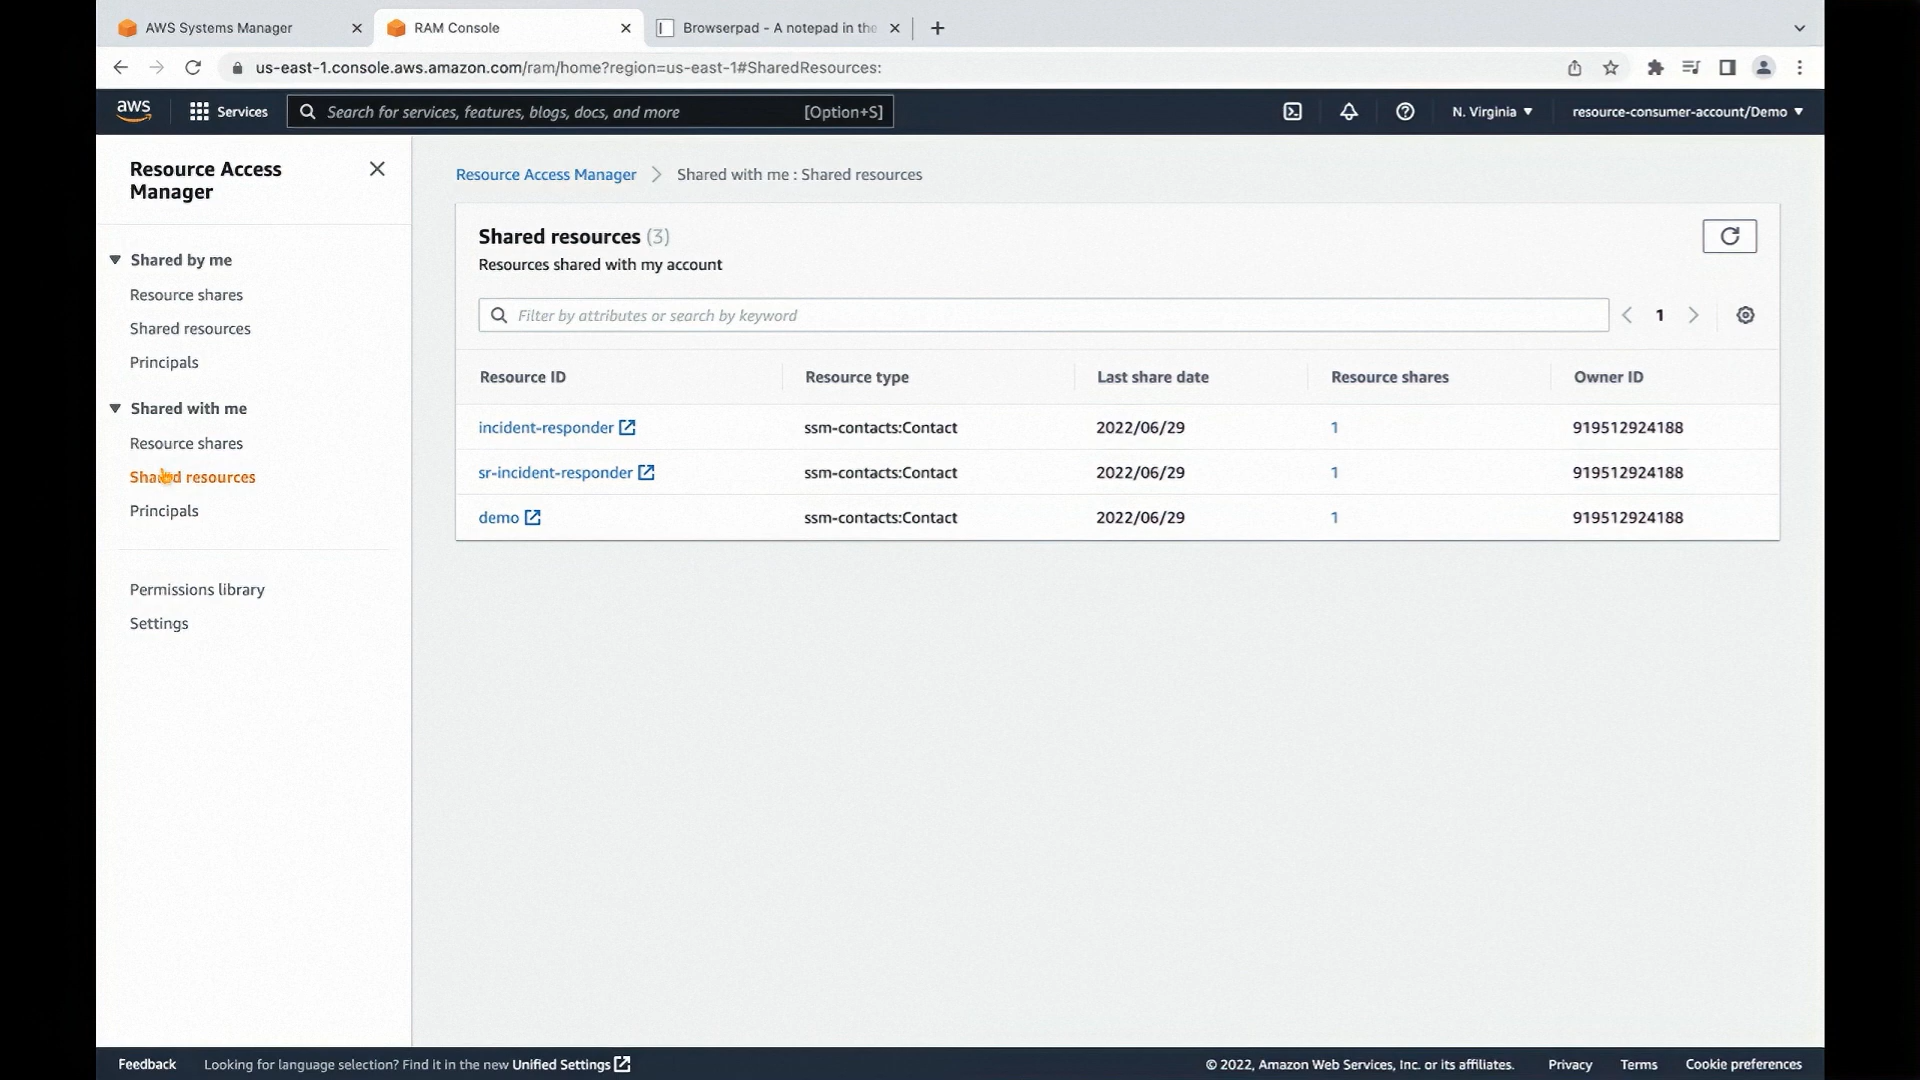 AWS Systems Manager
RAM Console
Browserpad - A notepad in the
us-east-1.console.aws.amazon.com/ram/home?region=us-east-1#SharedResources:
aws
Services
Search for services, features, blogs, docs, and more
[Option+S]
N. Virginia
resource-consumer-account/Demo
Resource Access
Manager
Shared by me
Resource shares
Shared resources
Principals
Shared with me
Resource shares
Shared resources
Principals
Permissions library
Settings
Resource Access Manager
Shared with me : Shared resources
Shared resources (3)
Resources shared with my account
Filter by attributes or search by keyword
1
Resource ID Resource type Last share date Resource shares Owner ID
incident-responder ssm-contacts:Contact 2022/06/29 1 919512924188
sr-incident-responder ssm-contacts:Contact 2022/06/29 1 919512924188
demo ssm-contacts:Contact 2022/06/29 1 919512924188
Feedback
Looking for language selection? Find it in the new Unified Settings
© 2022, Amazon Web Services, Inc. or its affiliates.
Privacy
Terms
Cookie preferences